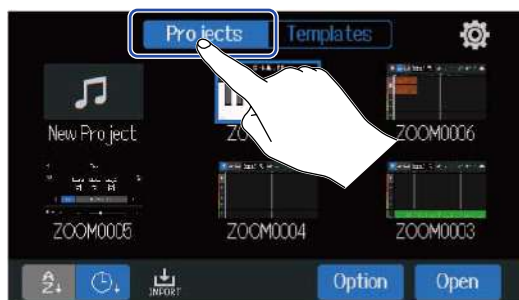 Projects Templates
New Project
ZOOM0006
ZOOM0005 ZOOM0004 ZOOM0003
A
Z
IMPORT
Option Open